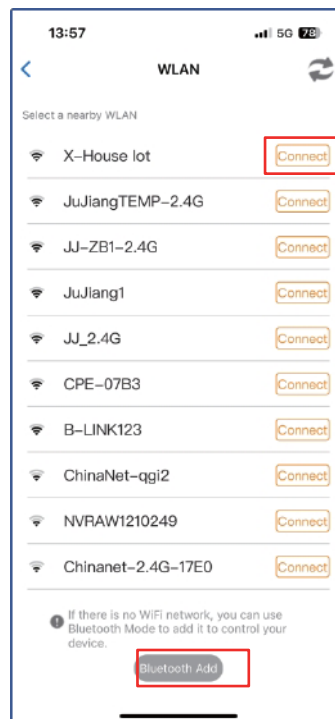 13:57 5G 78
WLAN
Select a nearby WLAN
X-House lot Connect
JuJiangTEMP-2.4G Connect
JJ-ZB1-2.4G Connect
JuJiang1 Connect
JJ_2.4G Connect
CPE-07B3 Connect
B-LINK123 Connect
ChinaNet-qgi2 Connect
NVRAW1210249 Connect
Chinanet-2.4G-17E0 Connect
If there is no WiFi network, you can use
Bluetooth Mode to add it to control your
device.
Bluetooth Add